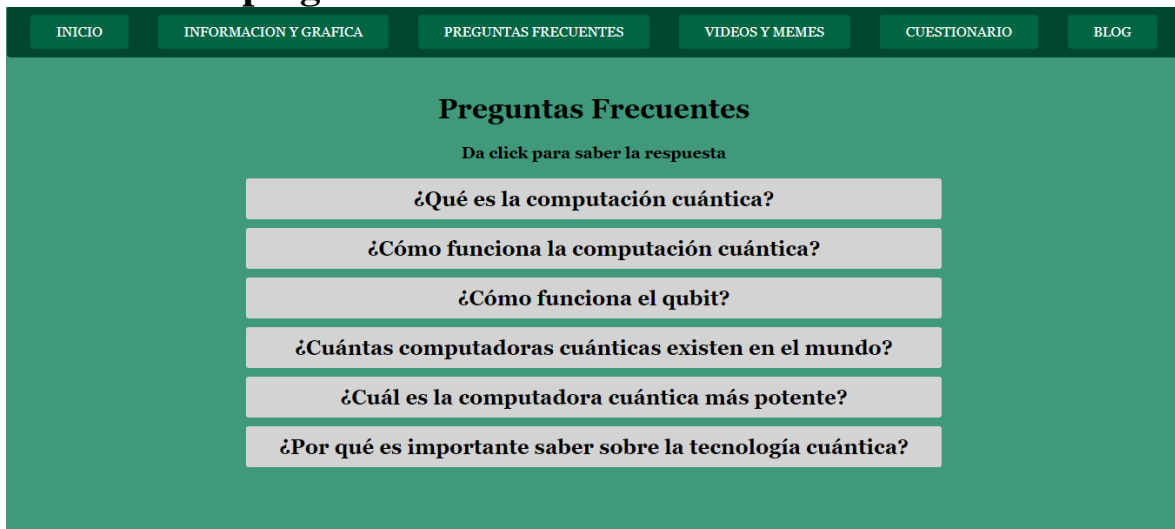 INICIO INFORMACION Y GRAFICA PREGUNTAS FRECUENTES VIDEOS Y MEMES CUESTIONARIO BLOG
Preguntas Frecuentes
Da click para saber la respuesta
¿Qué es la computación cuántica?
¿Cómo funciona la computación cuántica?
¿Cómo funciona el qubit?
¿Cuántas computadoras cuánticas existen en el mundo?
¿Cuál es la computadora cuántica más potente?
¿Por qué es importante saber sobre la tecnología cuántica?